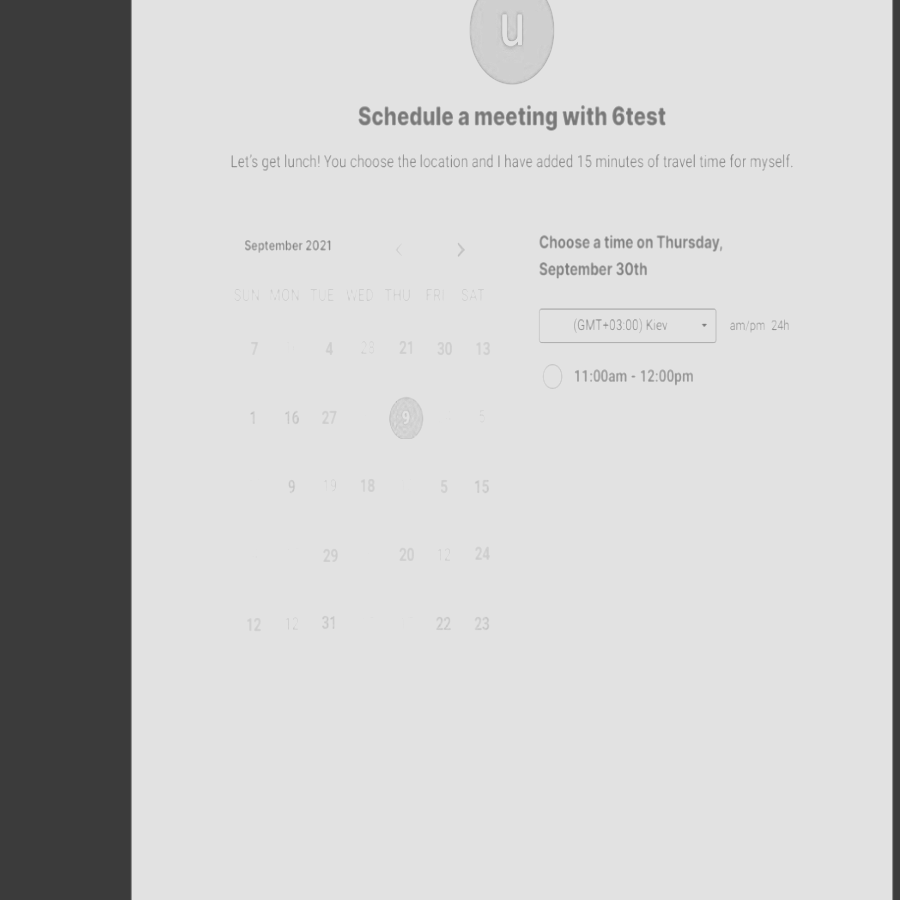 u
Schedule a meeting with 6test
Let's get lunch! You choose the location and I have added 15 minutes of travel time for myself.
September 2021
Choose a time on Thursday,
September 30th
SUN MON TUE WED THU FRI SAT
(GMT+03:00) Kiev
am/pm 24h
7 4 23 21 30 13
11:00am - 12:00pm
1 16 27 9 5
9 19 18 5 15
29 20 12 24
12 12 31 22 23